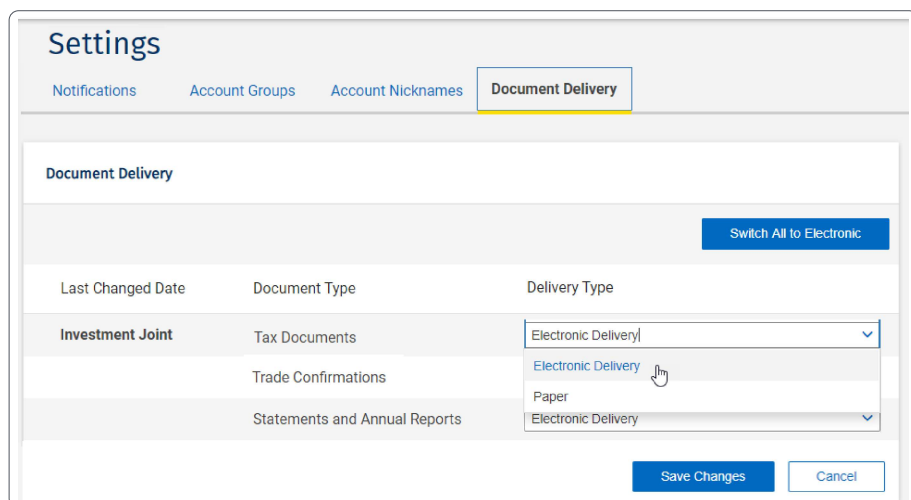 Settings
Notifications Account Groups Account Nicknames Document Delivery
Document Delivery
Switch All to Electronic
Last Changed Date Document Type Delivery Type
Investment Joint Tax Documents Electronic Delivery
Electronic Delivery
Trade Confirmations
Paper
Statements and Annual Reports Electronic Delivery
Save Changes Cancel